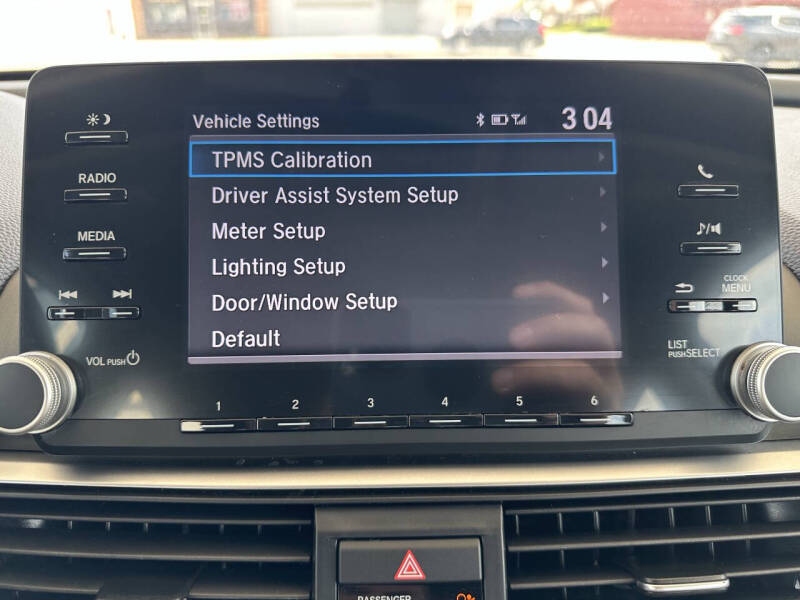 Vehicle Settings 3 04
TPMS Calibration
Driver Assist System Setup
Meter Setup
Lighting Setup
Door/Window Setup
Default
RADIO
MEDIA
VOL PUSH
CLOCK
MENU
LIST
PUSH SELECT
1 2 3 4 5 6
PASSENGER